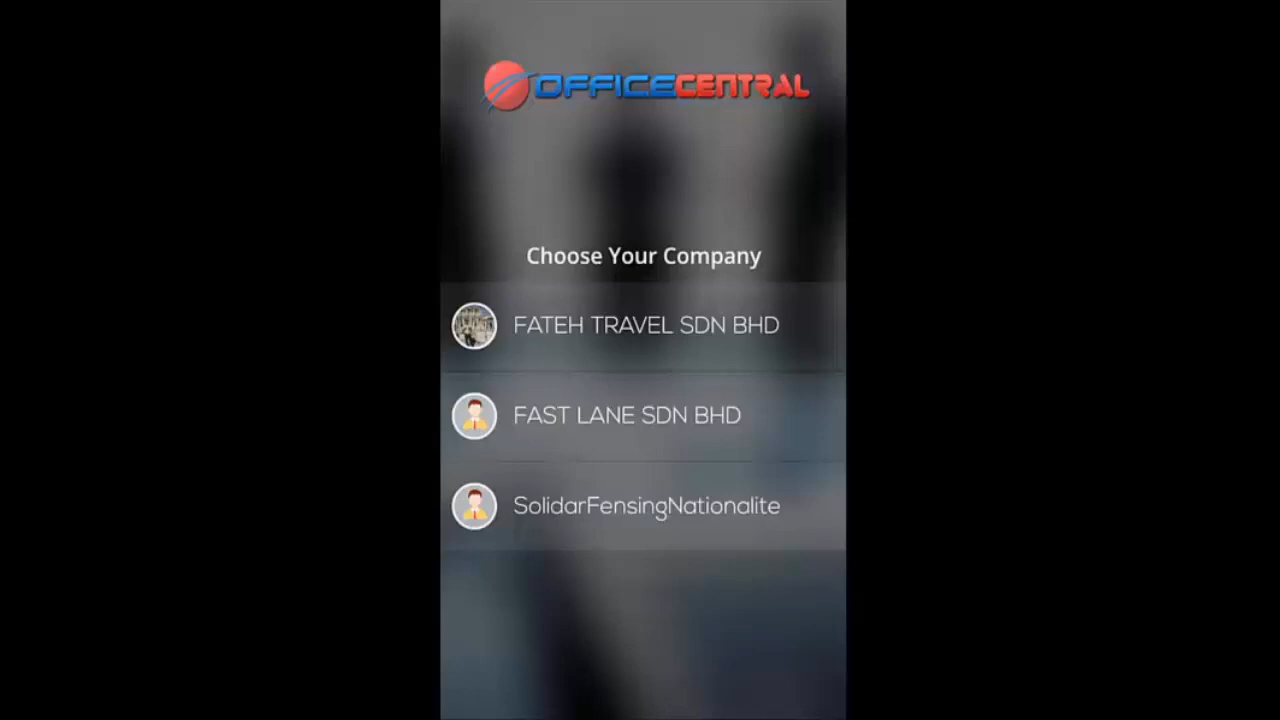 OFFICECENTRAL
Choose Your Company
FATEH TRAVEL SDN BHD
FAST LANE SDN BHD
SolidarFensingNationalite